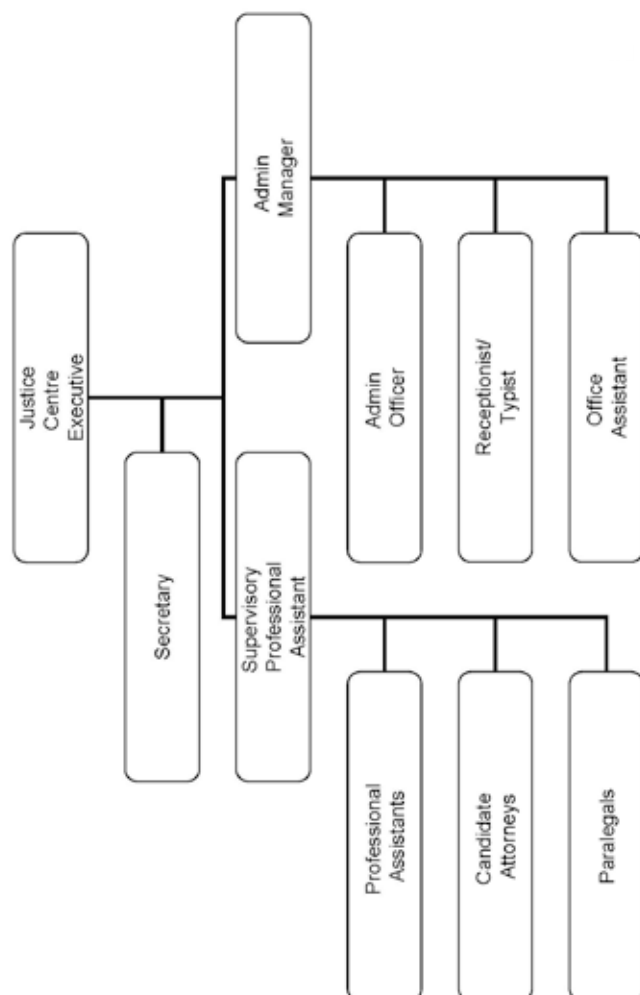 Justice
Centre
Executive
Secretary
Supervisory
Professional
Assistant
Admin
Manager
Professional
Assistants
Admin
Officer
Candidate
Attorneys
Receptionist/
Typist
Paralegals
Office
Assistant